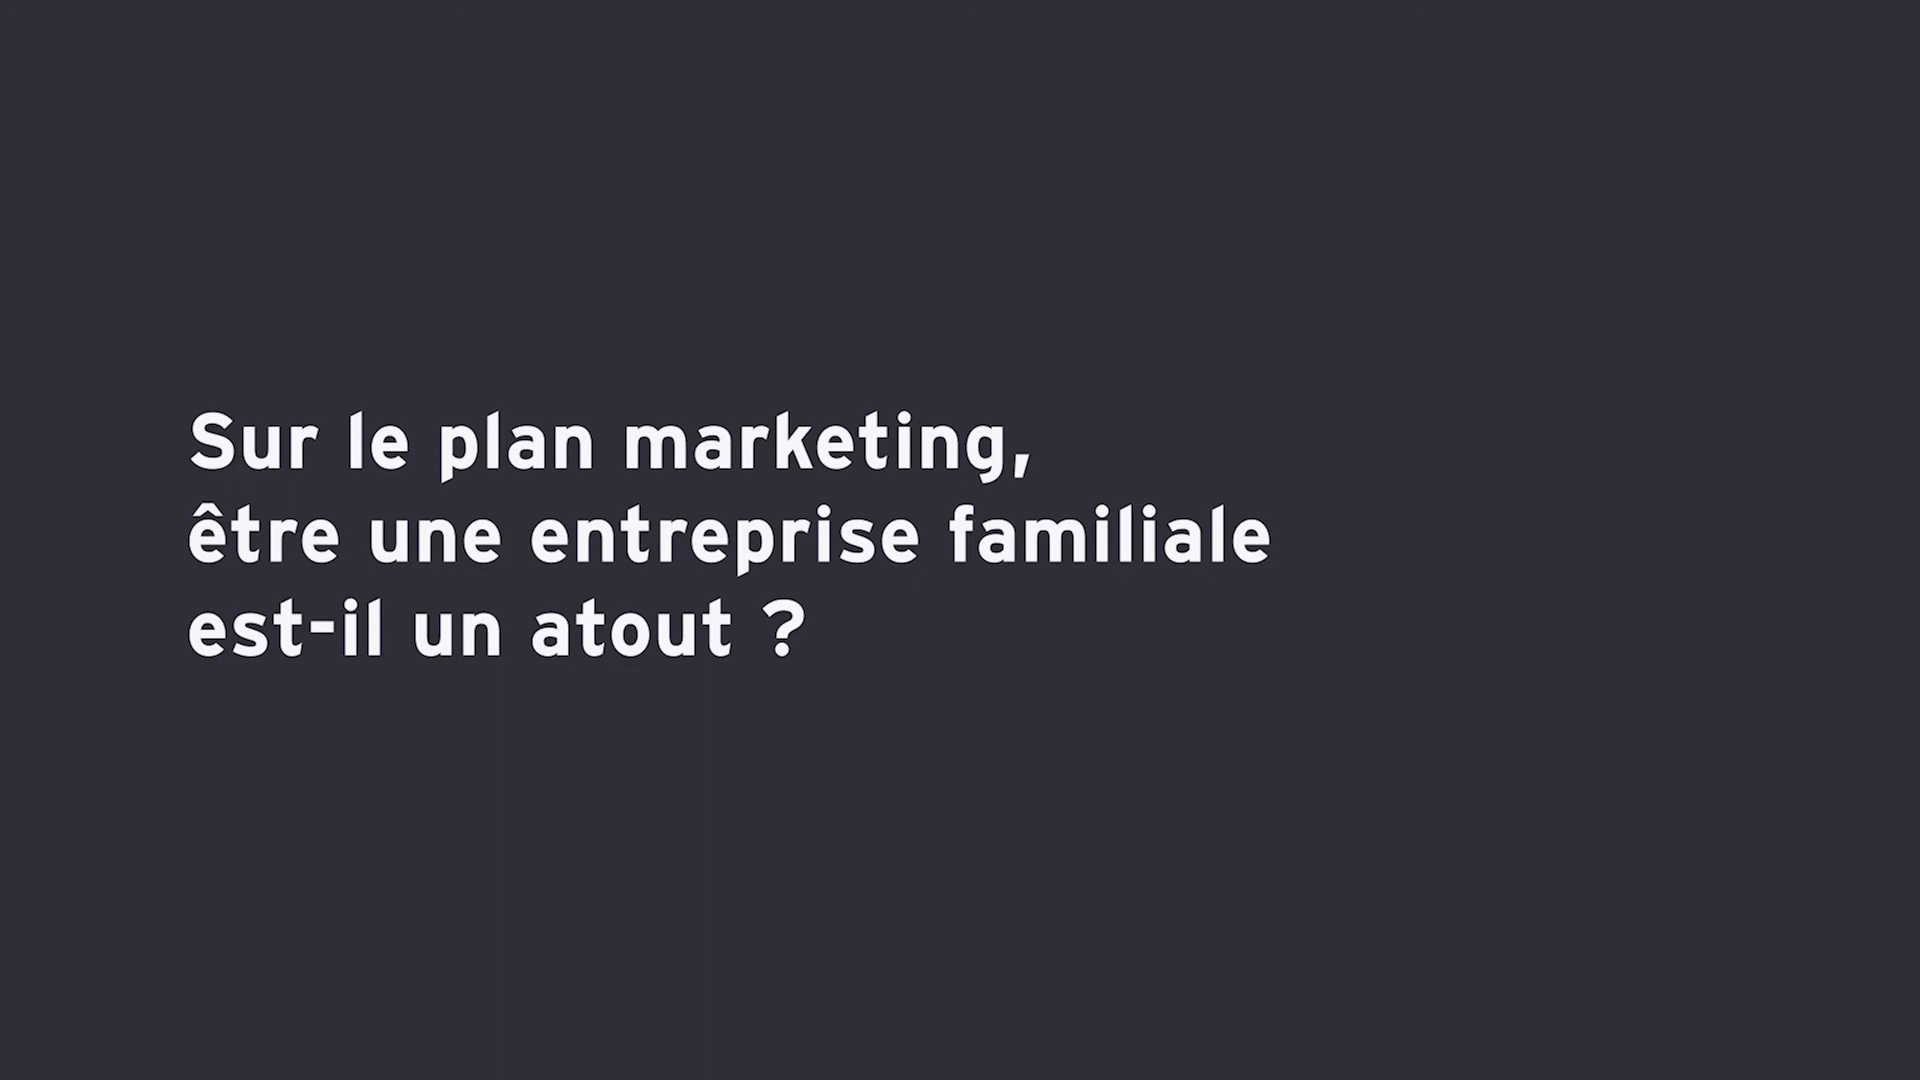 Sur le plan marketing,
être une entreprise familiale
est-il un atout ?